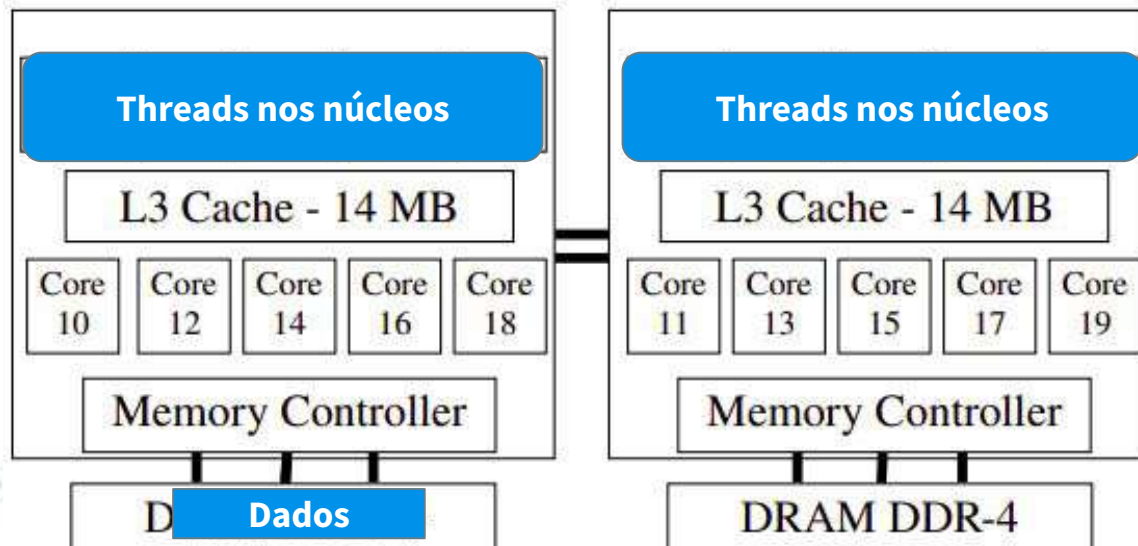 Threads nos núcleos
Threads nos núcleos
L3 Cache - 14 MB
L3 Cache - 14 MB
Core 10
Core 12
Core 14
Core 16
Core 18
Core 11
Core 13
Core 15
Core 17
Core 19
Memory Controller
Memory Controller
D
Dados
DRAM DDR-4